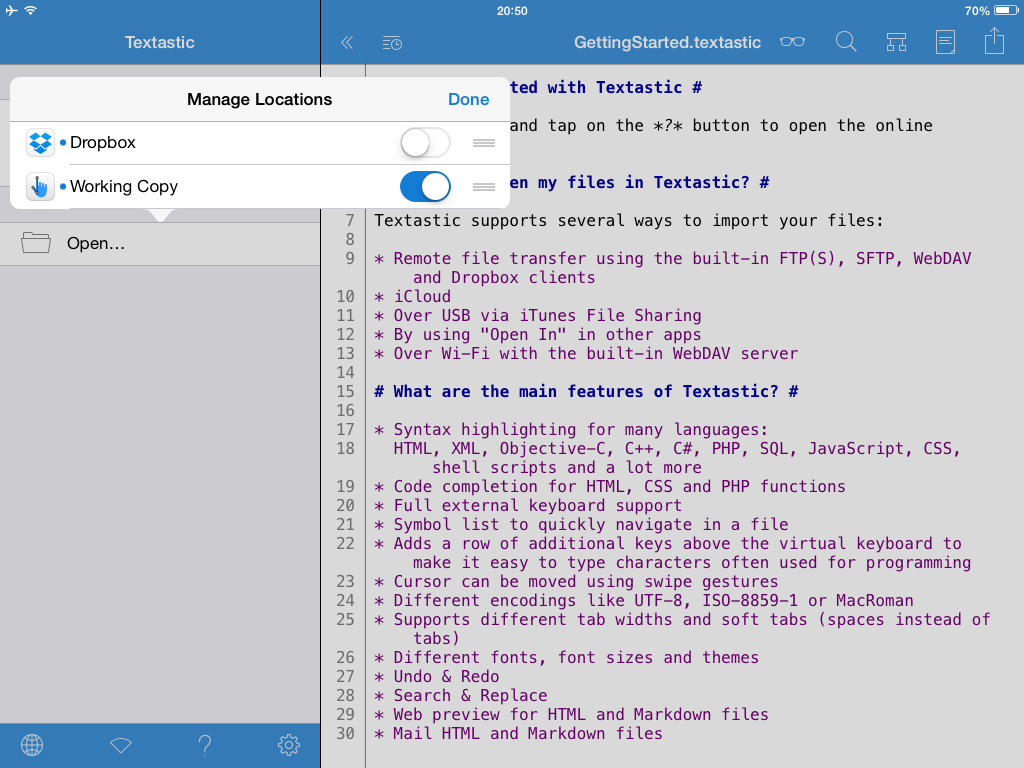 20:50
70%
Textastic
GettingStarted.textastic
Manage Locations
Done
Dropbox
Working Copy
Open...
ted with Textastic #
and tap on the *?* button to open the online
en my files in Textastic? #
7 Textastic supports several ways to import your files:
8
9 * Remote file transfer using the built-in FTP(S), SFTP, WebDAV
and Dropbox clients
10 * iCloud
11 * Over USB via iTunes File Sharing
12 * By using "Open In" in other apps
13 * Over Wi-Fi with the built-in WebDAV server
14
15 # What are the main features of Textastic? #
16
17 * Syntax highlighting for many languages:
18 HTML, XML, Objective-C, C++, C#, PHP, SQL, JavaScript, CSS,
shell scripts and a lot more
19 * Code completion for HTML, CSS and PHP functions
20 * Full external keyboard support
21 * Symbol list to quickly navigate in a file
22 * Adds a row of additional keys above the virtual keyboard to
make it easy to type characters often used for programming
23 * Cursor can be moved using swipe gestures
24 * Different encodings like UTF-8, ISO-8859-1 or MacRoman
25 * Supports different tab widths and soft tabs (spaces instead of
tabs)
26 * Different fonts, font sizes and themes
27 * Undo & Redo
28 * Search & Replace
29 * Web preview for HTML and Markdown files
30 * Mail HTML and Markdown files